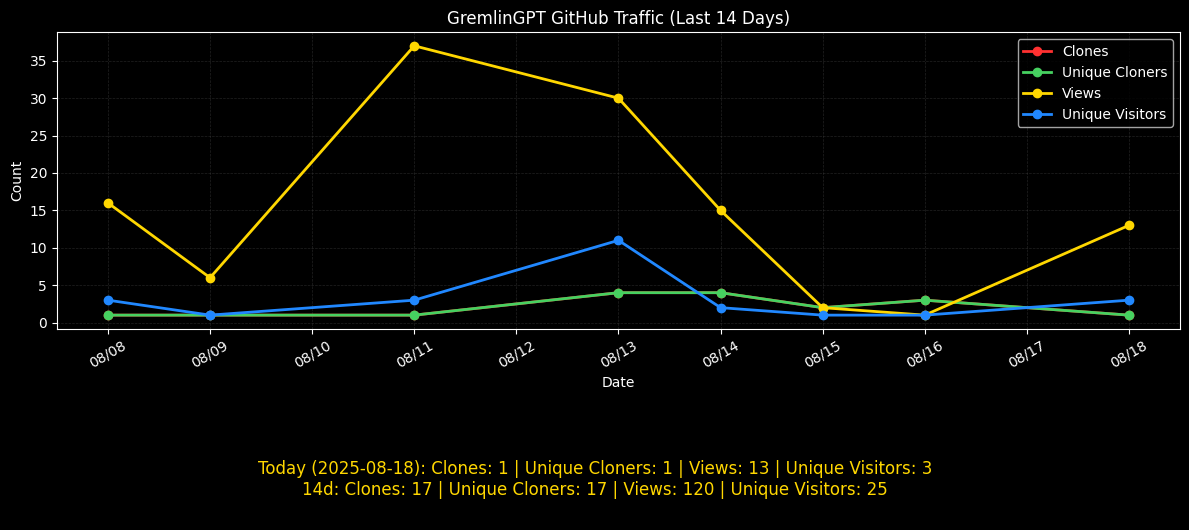 GremlinGPT GitHub Traffic (Last 14 Days)
Clones
Unique Cloners
Views
Unique Visitors
Count
35
30
25
20
15
10
5
0
08/08
08/09
08/10
08/11
08/12
08/13
08/14
08/15
08/16
08/17
08/18
Date
Today (2025-08-18): Clones: 1 | Unique Cloners: 1 | Views: 13 | Unique Visitors: 3
14d: Clones: 17 | Unique Cloners: 17 | Views: 120 | Unique Visitors: 25